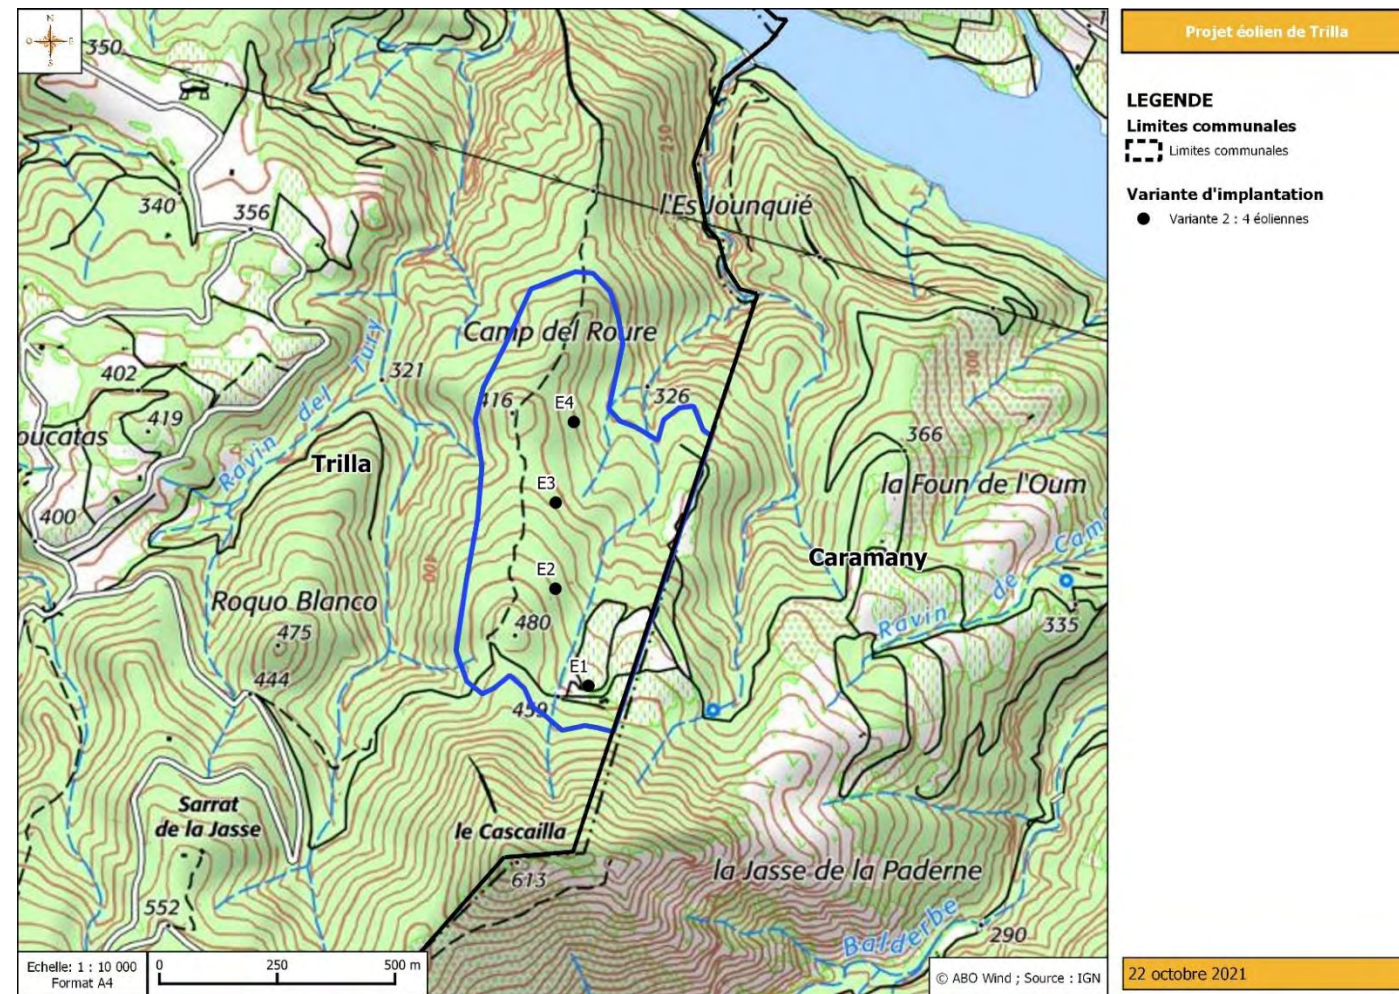 N
O
E
S
350
250
l'Es Jounquié
340
356
Camp del Roure
321
402
416
326
E4
419
oucatas
300
366
la Foun de l'Oum
Ravin del Tury
Trilla
E3
400
Caramany
400
E2
Roquo Blanco
475
480
Ravin de Cam
335
444
E1
459
Sarrat
de la Jasse
le Cascailla
613
la Jasse de la Paderne
552
Balderbe
290
Echelle: 1 : 10 000
Format A4
0 250 500 m
© ABO Wind ; Source : IGN
Projet éolien de Trilla
LEGENDE
Limites communales
Limites communales
Variante d'implantation
Variante 2 : 4 éoliennes
22 octobre 2021